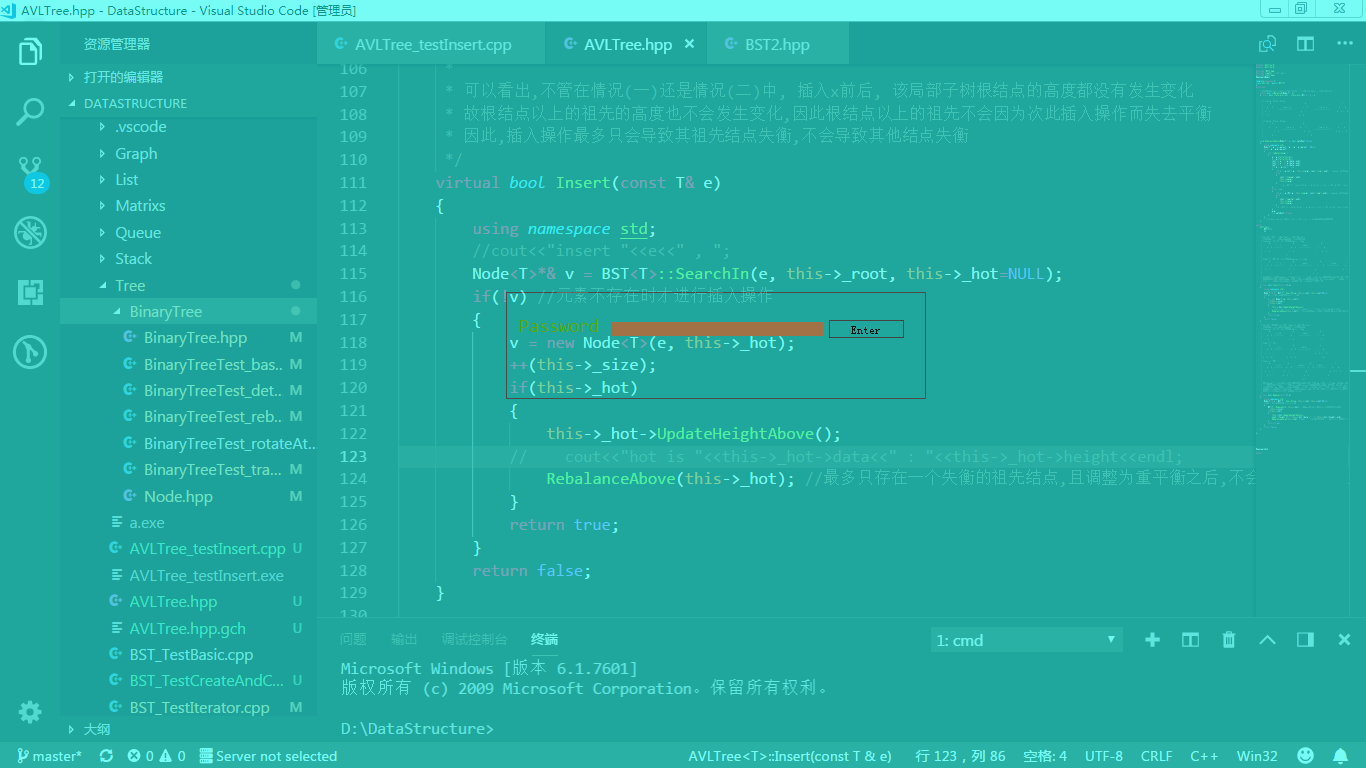 AVLTree.hpp - DataStructure - Visual Studio Code [管理员]
资源管理器
打开的编辑器
DATASTRUCTURE
.vscode
Graph
List
Matrixs
Queue
Stack
Tree
BinaryTree
BinaryTree.hpp M
BinaryTreeTest_bas.. M
BinaryTreeTest_det... M
BinaryTreeTest_reb... M
BinaryTreeTest_rotateAt...
BinaryTreeTest_tra... M
Node.hpp M
a.exe
AVLTree_testInsert.cpp U
AVLTree_testInsert.exe
AVLTree.hpp U
AVLTree.hpp.gch U
BST_TestBasic.cpp
BST_TestCreateAndC... M
BST_TestIterator.cpp M
大纲
12
AVLTree_testInsert.cpp AVLTree.hpp × BST2.hpp
106 *
107 * 可以看出,不管在情况(一)还是情况(二)中, 插入x前后, 该局部子树根结点的高度都没有发生变化
108 * 故根结点以上的祖先的高度也不会发生变化,因此根结点以上的祖先不会因为次此插入操作而失去平衡
109 * 因此,插入操作最多只会导致其祖先结点失衡,不会导致其他结点失衡
110 */
111 virtual bool Insert(const T& e)
112 {
113 using namespace std;
114 //cout<<"insert "<<e<<" , ";
115 Node<T>*& v = BST<T>::SearchIn(e, this->_root, this->_hot=NULL);
116 if(!v) //元素不存在时才进行插入操作
117 {
Password Enter
118 v = new Node<T>(e, this->_hot);
119 ++(this->_size);
120 if(this->_hot)
121 {
122 this->_hot->UpdateHeightAbove();
123 // cout<<"hot is "<<this->_hot->data<<" : "<<this->_hot->height<<endl;
124 RebalanceAbove(this->_hot); //最多只存在一个失衡的祖先结点,且调整为重平衡之后,不会
125 }
126 return true;
127 }
128 return false;
129 }
130
问题 输出 调试控制台 终端 1: cmd
Microsoft Windows [版本 6.1.7601]
版权所有 (c) 2009 Microsoft Corporation。保留所有权利。
D:\DataStructure>
master* 0 0 Server not selected AVLTree<T>::Insert(const T & e) 行 123，列 86 空格: 4 UTF-8 CRLF C++ Win32